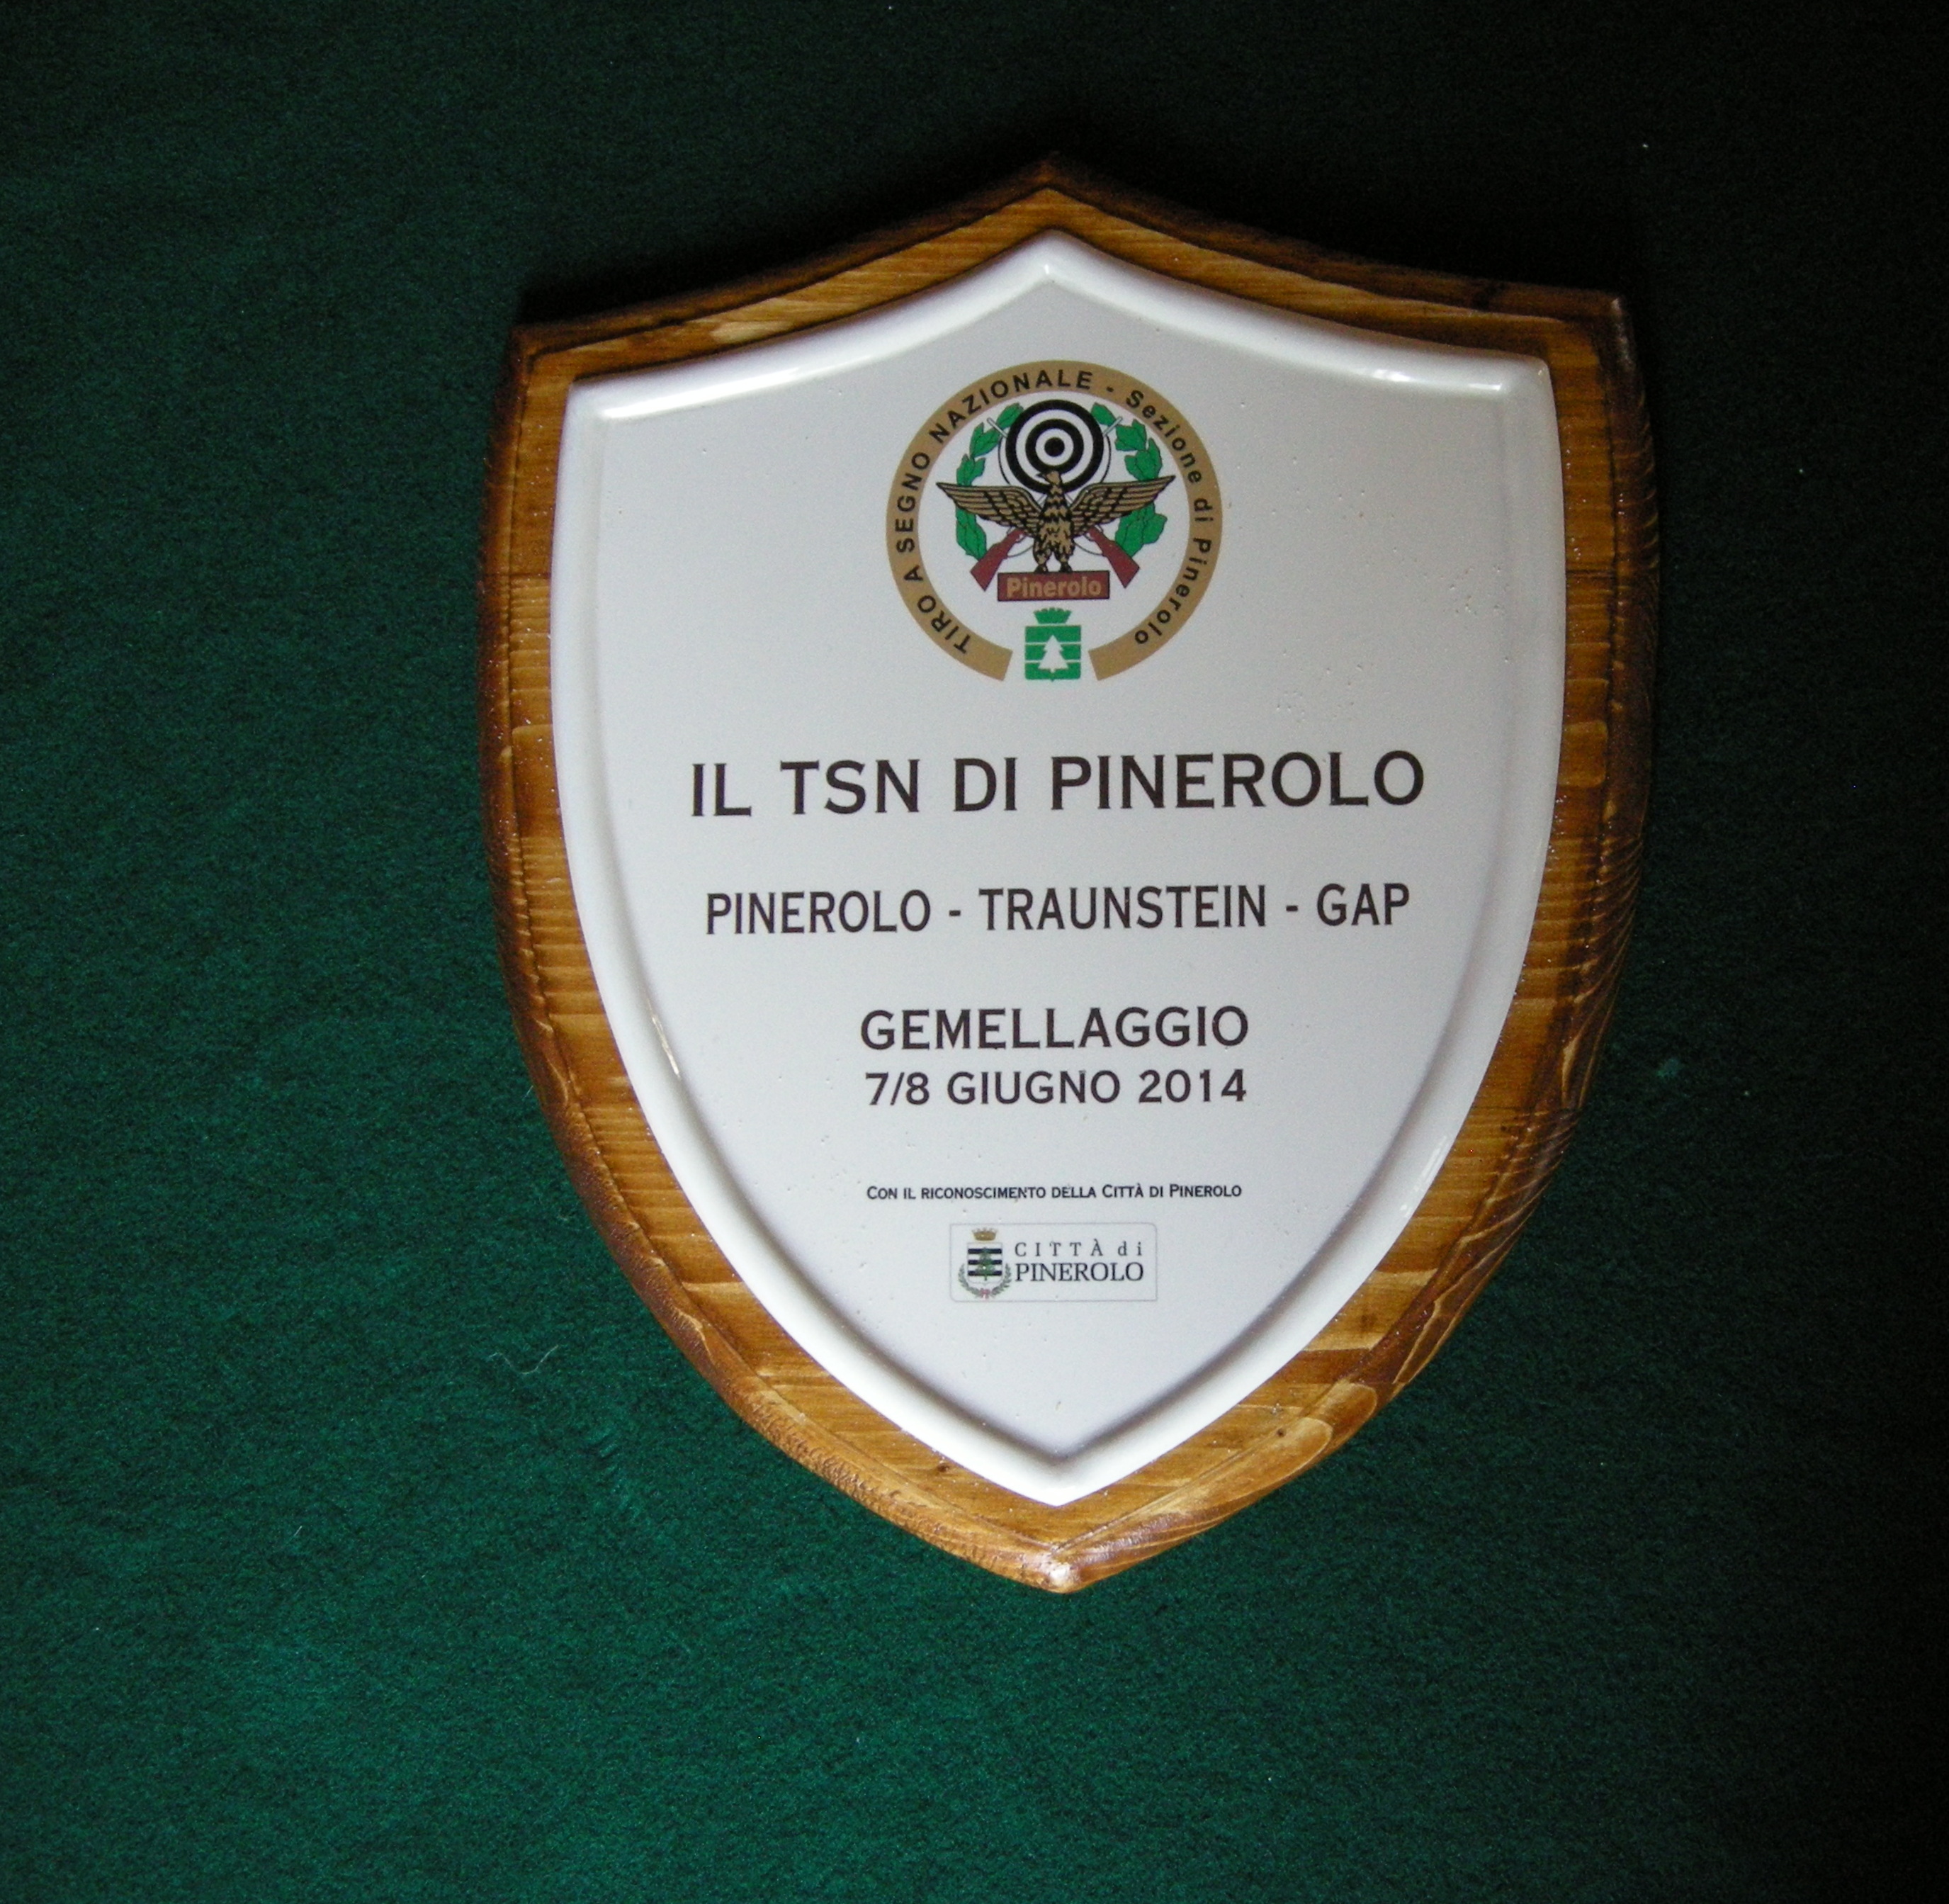 TIRO A SEGNO NAZIONALE - Sezione di Pinerolo
Pinerolo
IL TSN DI PINEROLO
PINEROLO - TRAUNSTEIN - GAP
GEMELLAGGIO
7/8 GIUGNO 2014
CON IL RICONOSCIMENTO DELLA CITTÀ DI PINEROLO
CITTÀ di
PINEROLO